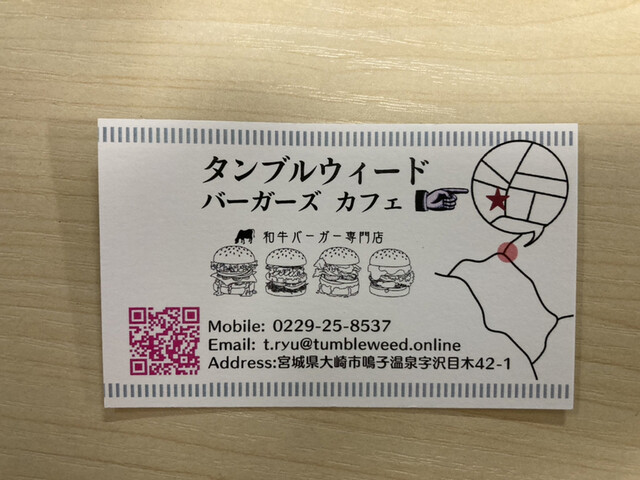 タンブルウィード
バーガーズ カフェ
和牛バーガー専門店
Mobile: 0229-25-8537
Email: t.ryu@tumbleweed.online
Address:宮城県大崎市鳴子温泉字沢目木42-1